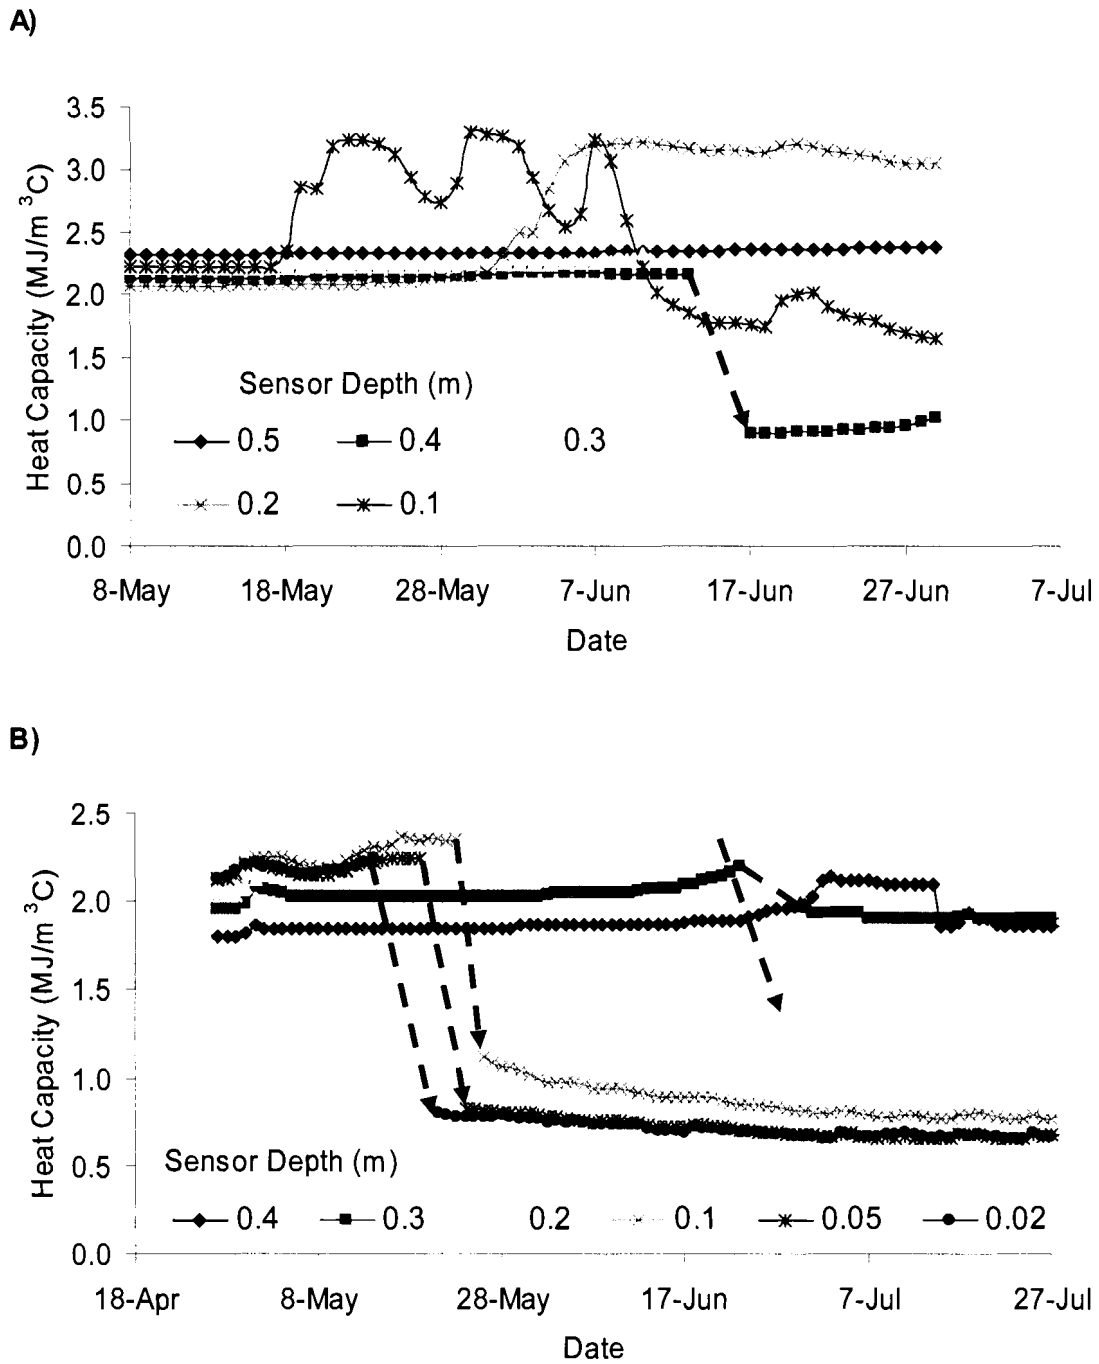 A)
3.5
3.0
2.5
2.0
1.5
1.0
0.5
0.0
Heat Capacity (MJ/m ³C)
Sensor Depth (m)
0.5 0.4 0.3
0.2 0.1
8-May 18-May 28-May 7-Jun 17-Jun 27-Jun 7-Jul
Date
B)
2.5
2.0
1.5
1.0
0.5
0.0
Heat Capacity (MJ/m ³C)
Sensor Depth (m)
0.4 0.3 0.2 0.1 0.05 0.02
18-Apr 8-May 28-May 17-Jun 7-Jul 27-Jul
Date